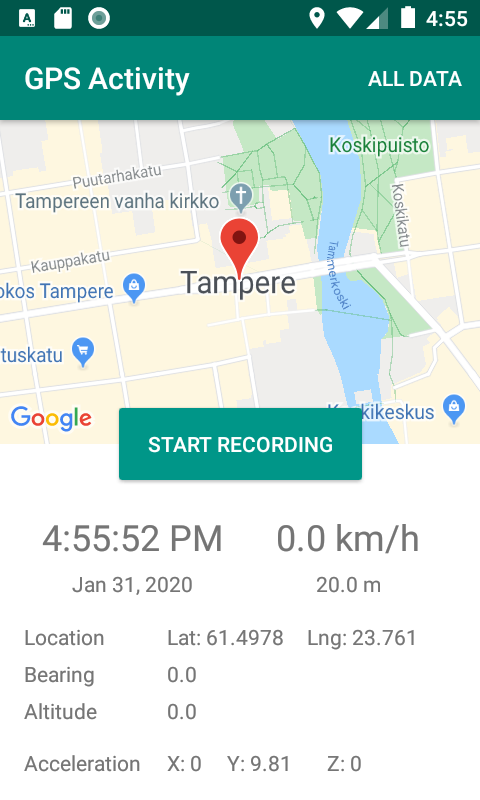 4:55
GPS Activity ALL DATA
Koskipuisto
Puutarhakatu
Tampereen vanha kirkko
Koskikatu
Kauppakatu
Tammerkoski
okos Tampere
Tampere
tuskatu
Google
kikeskus
START RECORDING
4:55:52 PM 0.0 km/h
Jan 31, 2020 20.0 m
Location Lat: 61.4978 Lng: 23.761
Bearing 0.0
Altitude 0.0
Acceleration X: 0 Y: 9.81 Z: 0